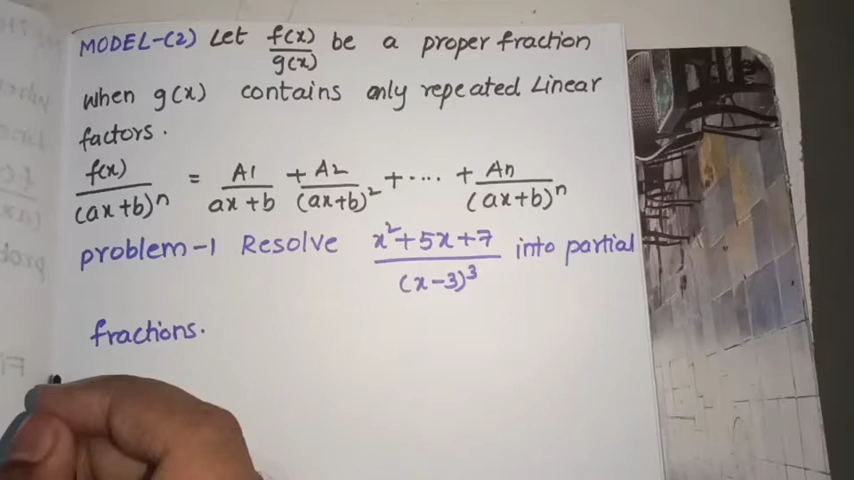 MODEL-(2) Let f(x)/g(x) be a proper fraction
when g(x) contains only repeated Linear
factors.
f(x)/(ax+b)^n = A1/(ax+b) + A2/(ax+b)^2 + .... + An/(ax+b)^n
problem-1 Resolve x^2+5x+7/(x-3)^3 into partial
fractions.